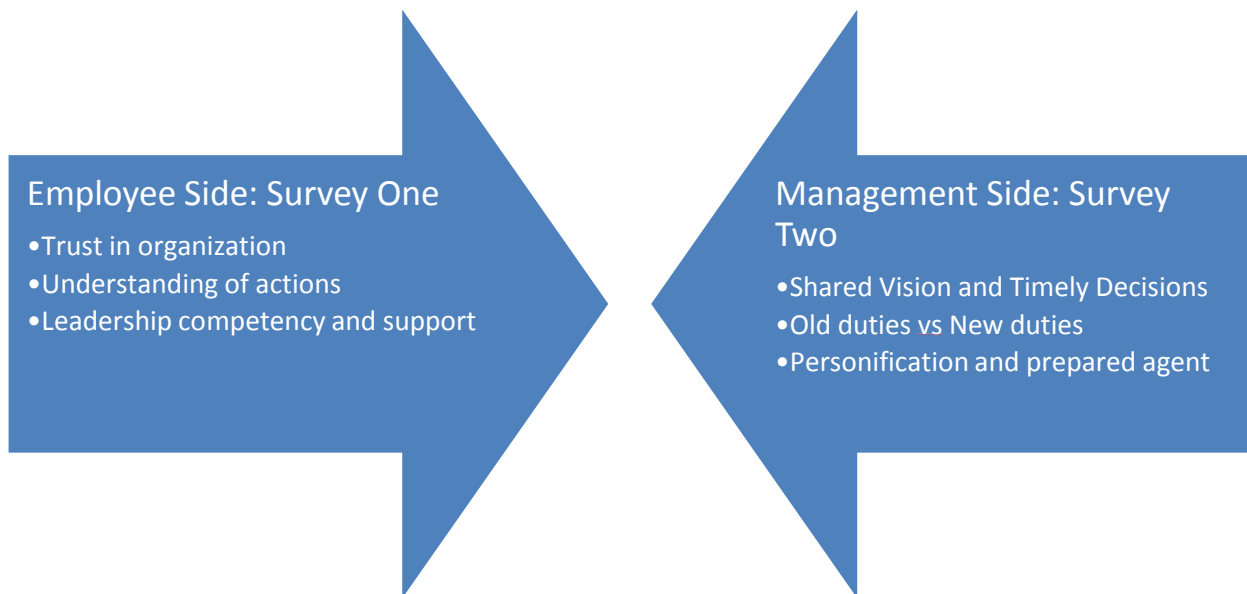 Employee Side: Survey One
•Trust in organization
•Understanding of actions
•Leadership competency and support
Management Side: Survey
Two
•Shared Vision and Timely Decisions
•Old duties vs New duties
•Personification and prepared agent